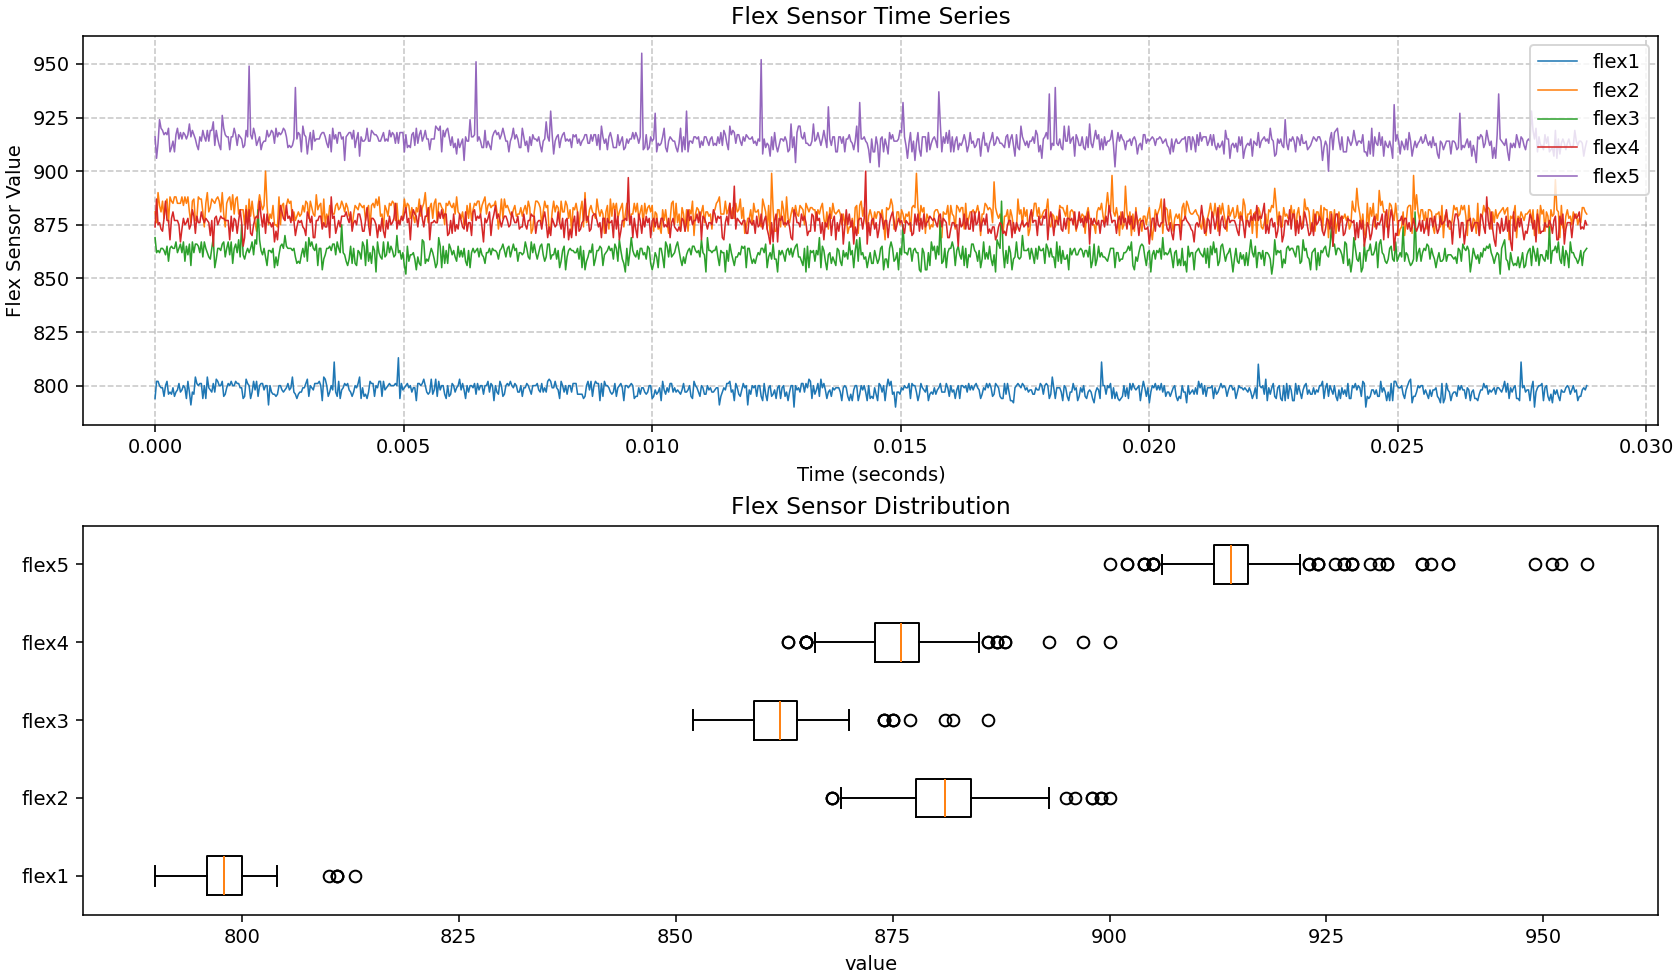 Flex Sensor Time Series
Flex Sensor Value
950
925
900
875
850
825
800
flex1
flex2
flex3
flex4
flex5
0.000
0.005
0.010
0.015
0.020
0.025
0.030
Time (seconds)
Flex Sensor Distribution
flex5
flex4
flex3
flex2
flex1
800
825
850
875
900
925
950
value